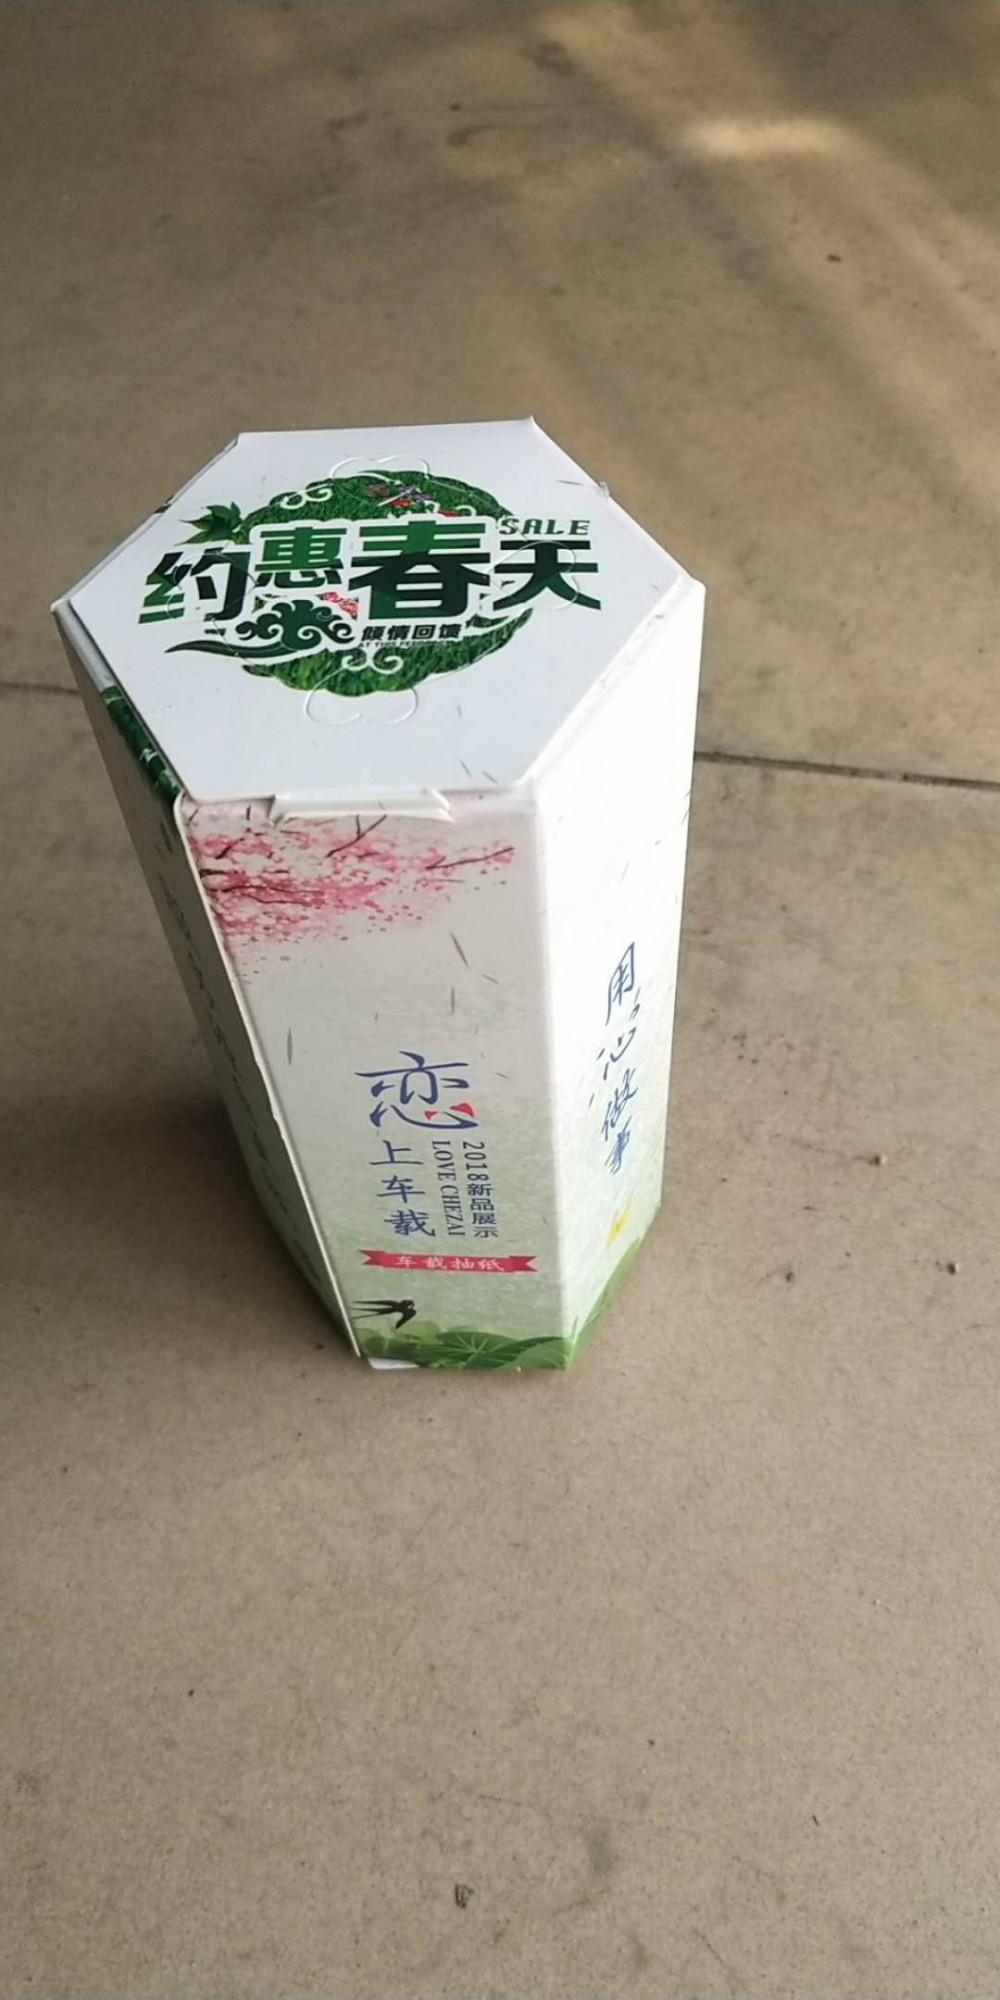 SALE
约惠春天
倾情回馈
恋上车载
LOVE CHEZAI
2018新品展示
车载抽纸
用心做事